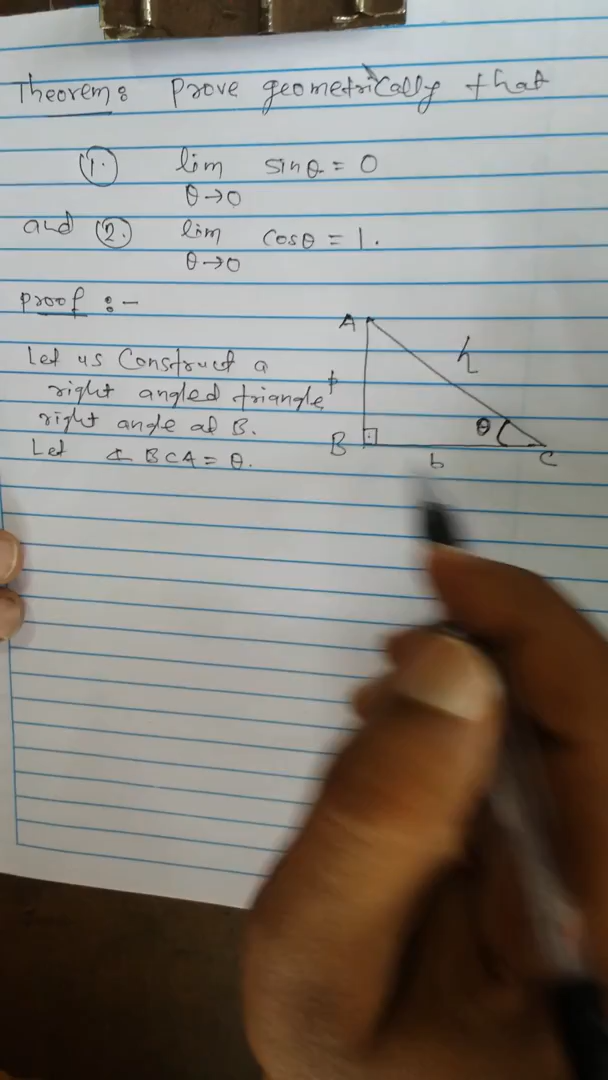 Theorem: Prove geometrically that
(1.) lim sinθ = 0
θ→0
and (2.) lim cosθ = 1.
θ→0
Proof :-
Let us construct a
right angled triangle,
right angle at B.
Let ∡ BCA = θ.
A
h
p
B
θ
b
C